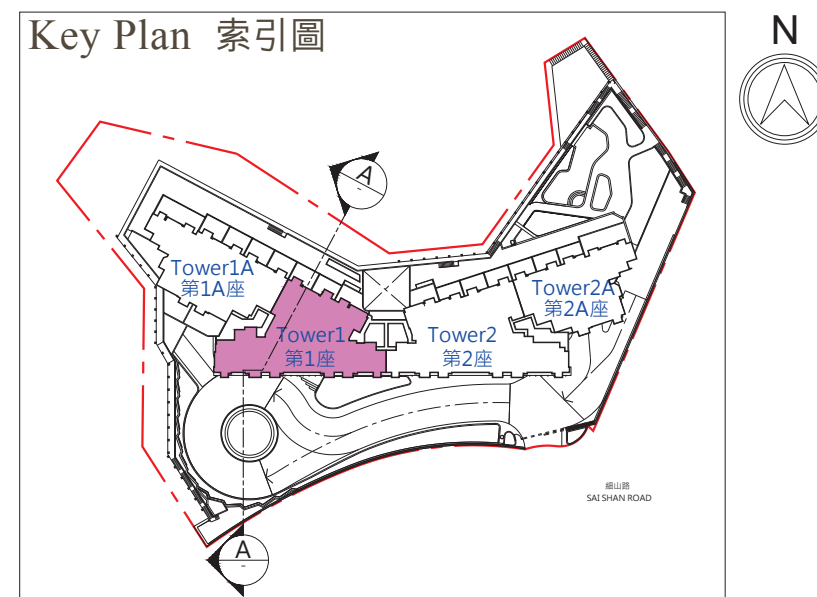 Key Plan 索引圖
N
A
-
Tower1A
第1A座
Tower2A
第2A座
Tower1
第1座
Tower2
第2座
細山路
SAI SHAN ROAD
A
-